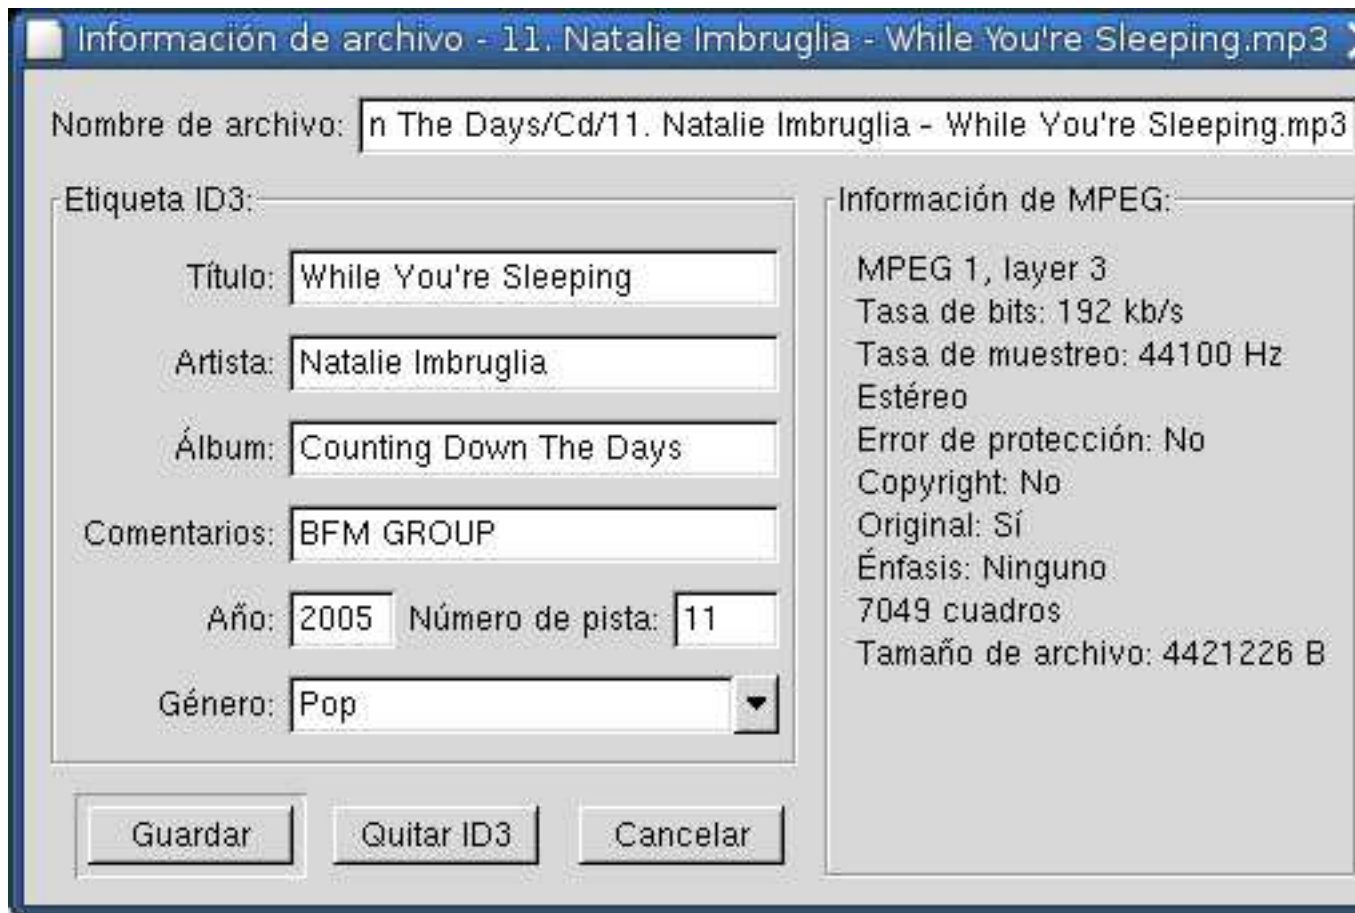 Información de archivo - 11. Natalie Imbruglia - While You're Sleeping.mp3
Nombre de archivo: n The Days/Cd/11. Natalie Imbruglia - While You're Sleeping.mp3
Etiqueta ID3:
Título: While You're Sleeping
Artista: Natalie Imbruglia
Álbum: Counting Down The Days
Comentarios: BFM GROUP
Año: 2005 Número de pista: 11
Género: Pop
Guardar Quitar ID3 Cancelar
Información de MPEG:
MPEG 1, layer 3
Tasa de bits: 192 kb/s
Tasa de muestreo: 44100 Hz
Estéreo
Error de protección: No
Copyright: No
Original: Sí
Énfasis: Ninguno
7049 cuadros
Tamaño de archivo: 4421226 B